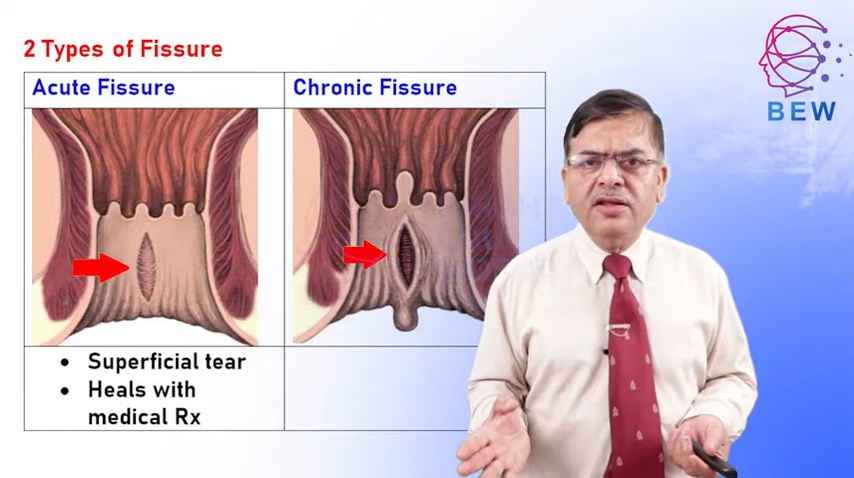 2 Types of Fissure
Acute Fissure
Chronic Fissure
• Superficial tear
• Heals with
medical Rx
BEW